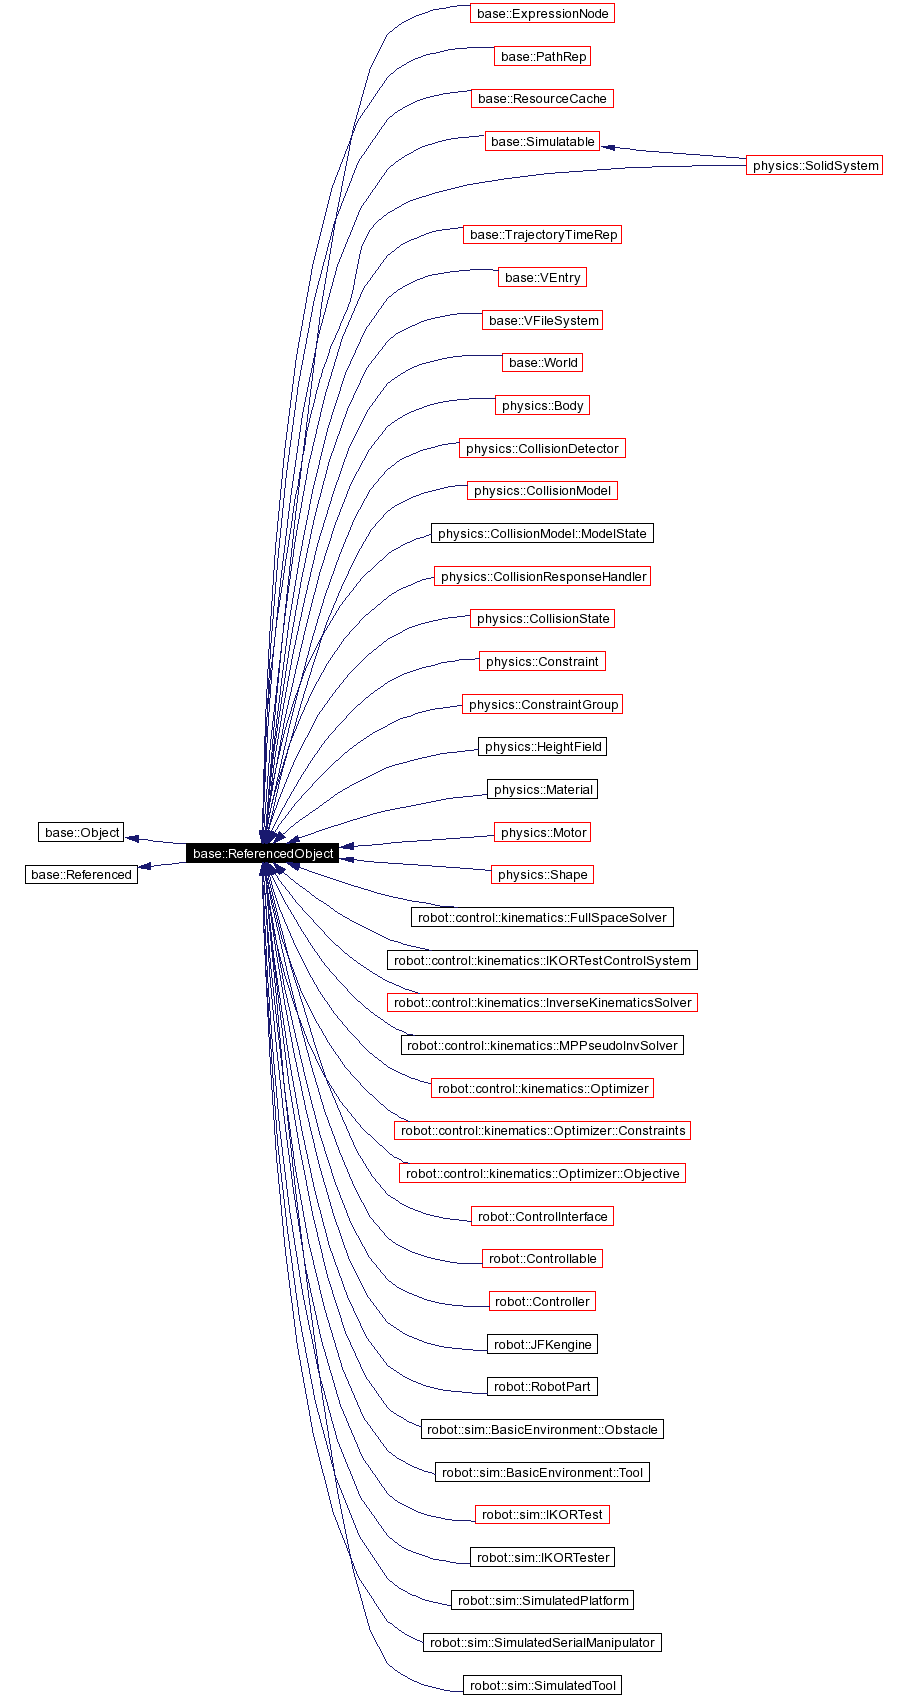 base::ExpressionNode
base::PathRep
base::ResourceCache
base::Simulatable
physics::SolidSystem
base::TrajectoryTimeRep
base::VEntry
base::VFileSystem
base::World
physics::Body
physics::CollisionDetector
physics::CollisionModel
physics::CollisionModel::ModelState
physics::CollisionResponseHandler
physics::CollisionState
physics::Constraint
physics::ConstraintGroup
physics::HeightField
physics::Material
base::Object
physics::Motor
base::ReferencedObject
base::Referenced
physics::Shape
robot::control::kinematics::FullSpaceSolver
robot::control::kinematics::IKORTestControlSystem
robot::control::kinematics::InverseKinematicsSolver
robot::control::kinematics::MPPseudoInvSolver
robot::control::kinematics::Optimizer
robot::control::kinematics::Optimizer::Constraints
robot::control::kinematics::Optimizer::Objective
robot::ControlInterface
robot::Controllable
robot::Controller
robot::JFKengine
robot::RobotPart
robot::sim::BasicEnvironment::Obstacle
robot::sim::BasicEnvironment::Tool
robot::sim::IKORTest
robot::sim::IKORTester
robot::sim::SimulatedPlatform
robot::sim::SimulatedSerialManipulator
robot::sim::SimulatedTool